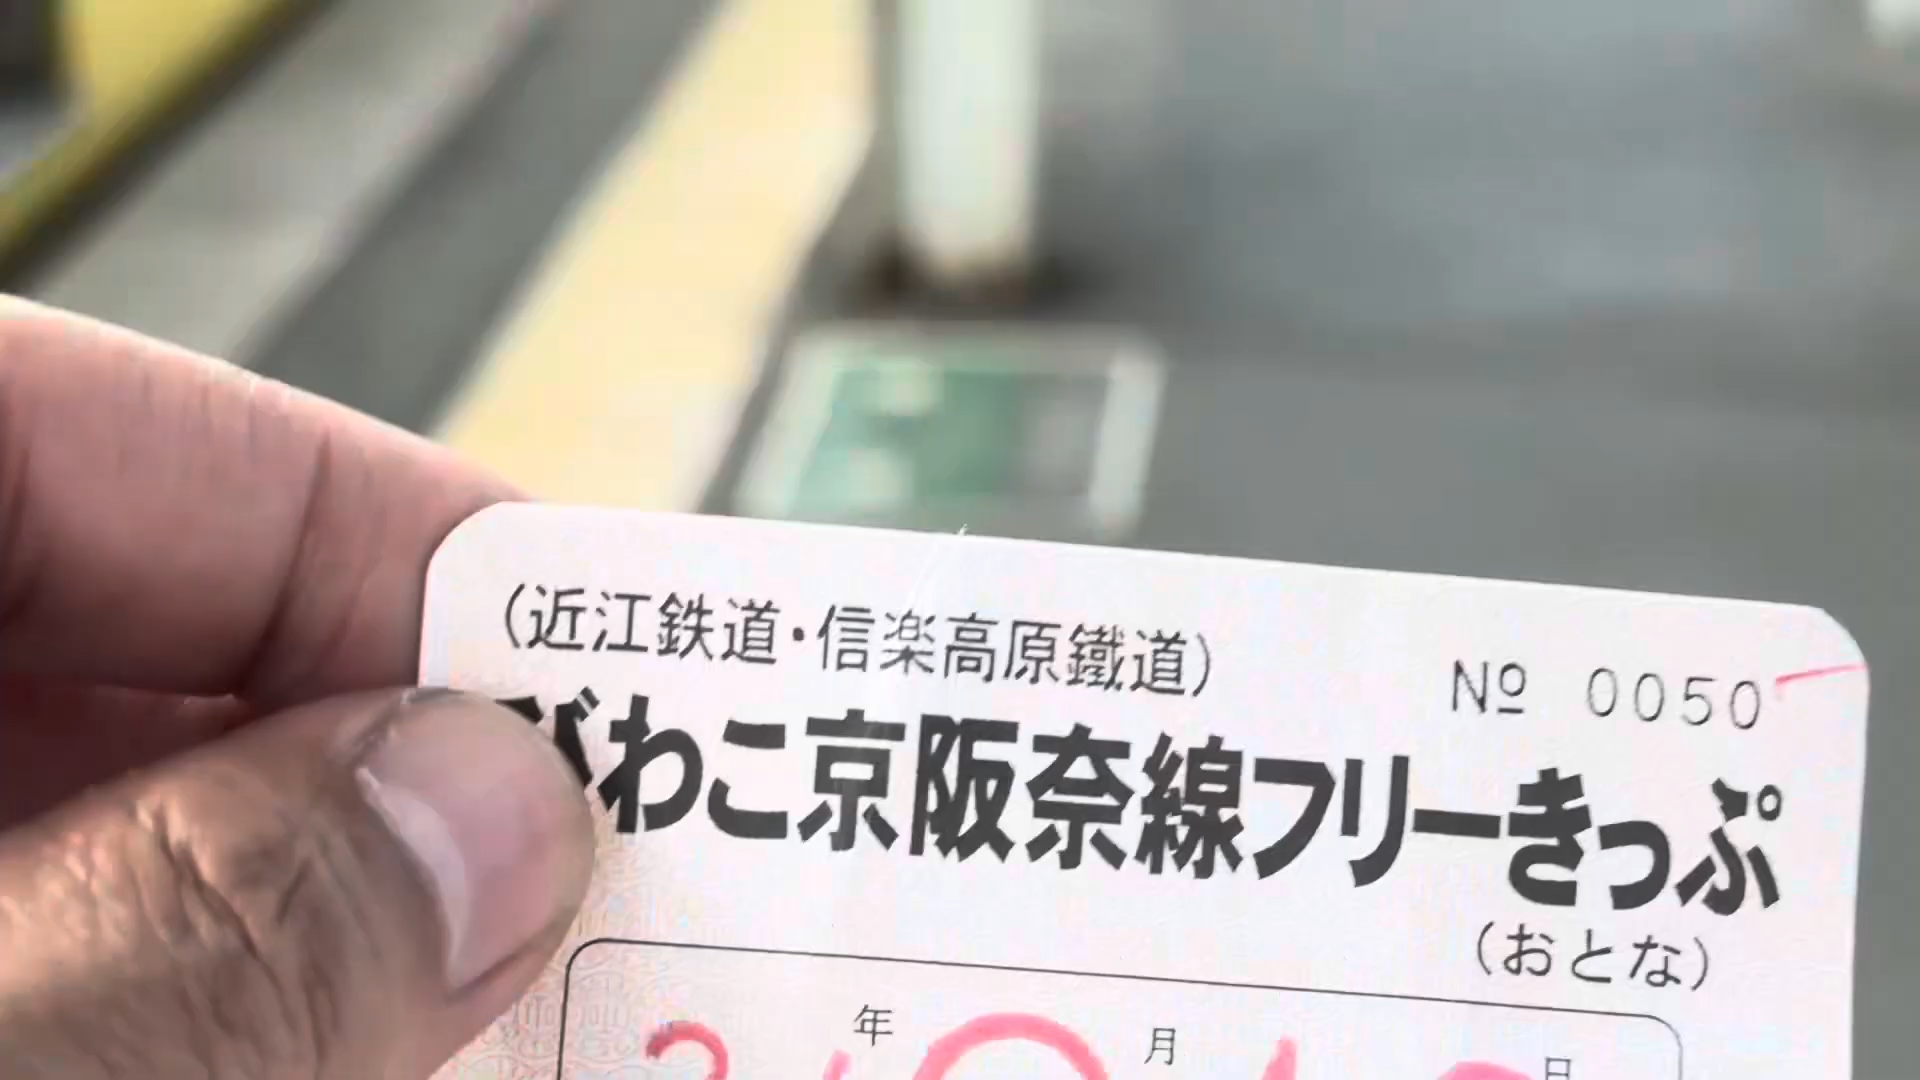 (近江鉄道・信楽高原鐵道)
№ 0050
びわこ京阪奈線フリーきっぷ
(おとな)
年 月 日